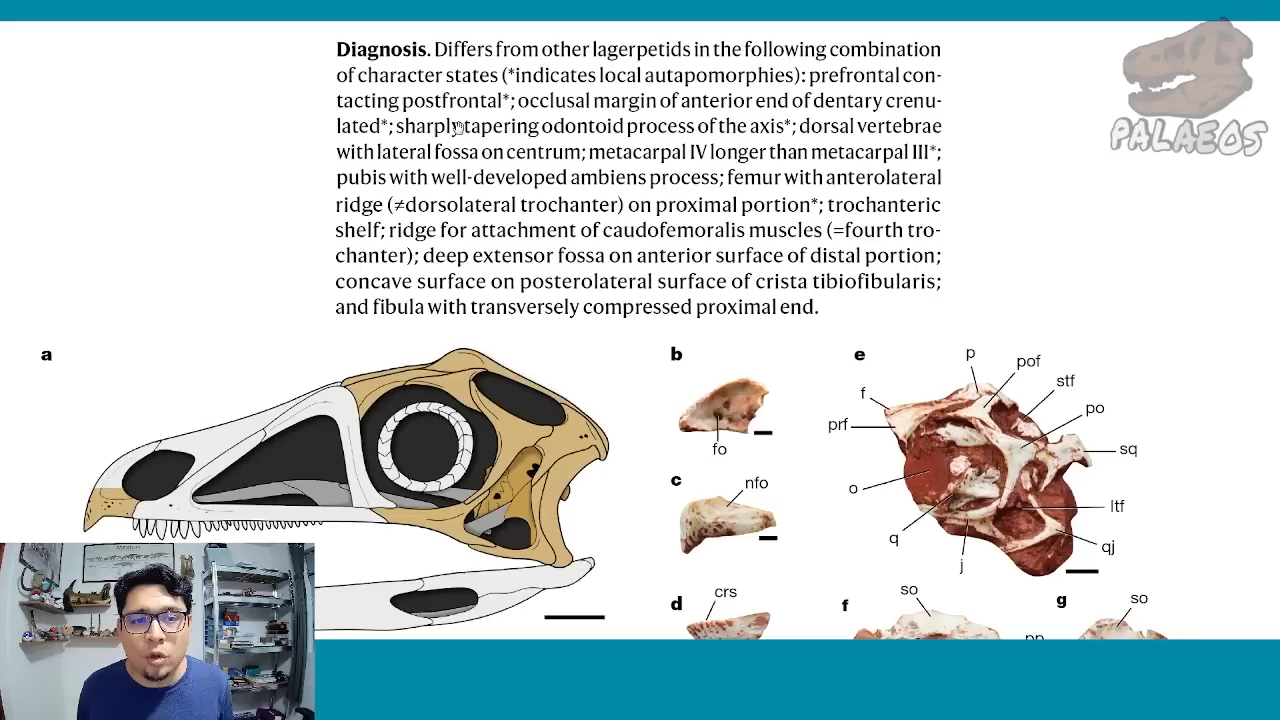 Diagnosis. Differs from other lagerpetids in the following combination
of character states (*indicates local autapomorphies): prefrontal con-
tacting postfrontal*; occlusal margin of anterior end of dentary crenu-
lated*; sharply tapering odontoid process of the axis*; dorsal vertebrae
with lateral fossa on centrum; metacarpal IV longer than metacarpal III*;
pubis with well-developed ambiens process; femur with anterolateral
ridge (≠dorsolateral trochanter) on proximal portion*; trochanteric
shelf; ridge for attachment of caudofemoralis muscles (=fourth tro-
chanter); deep extensor fossa on anterior surface of distal portion;
concave surface on posterolateral surface of crista tibiofibularis;
and fibula with transversely compressed proximal end.
PALAEOS
a
b
fo
c
nfo
d
crs
e
p
pof
stf
po
sq
ltf
qj
j
q
o
prf
f
f
so
pp
g
so